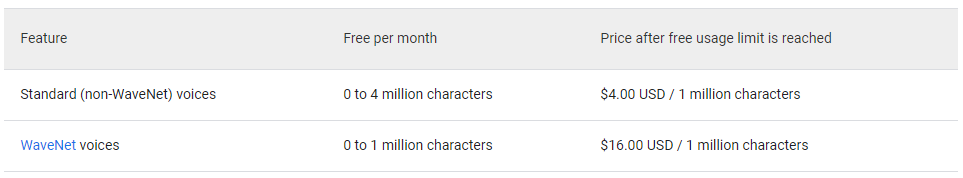 Feature Free per month Price after free usage limit is reached
Standard (non-WaveNet) voices 0 to 4 million characters $4.00 USD / 1 million characters
WaveNet voices 0 to 1 million characters $16.00 USD / 1 million characters